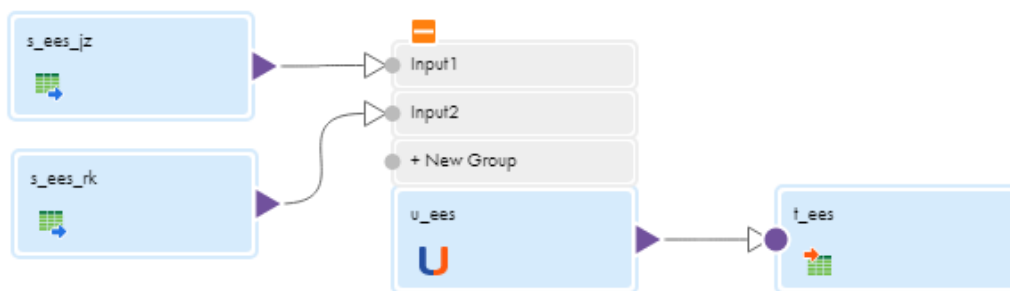 s_ees_jz
Input1
Input2
+ New Group
s_ees_rk
u_ees
t_ees